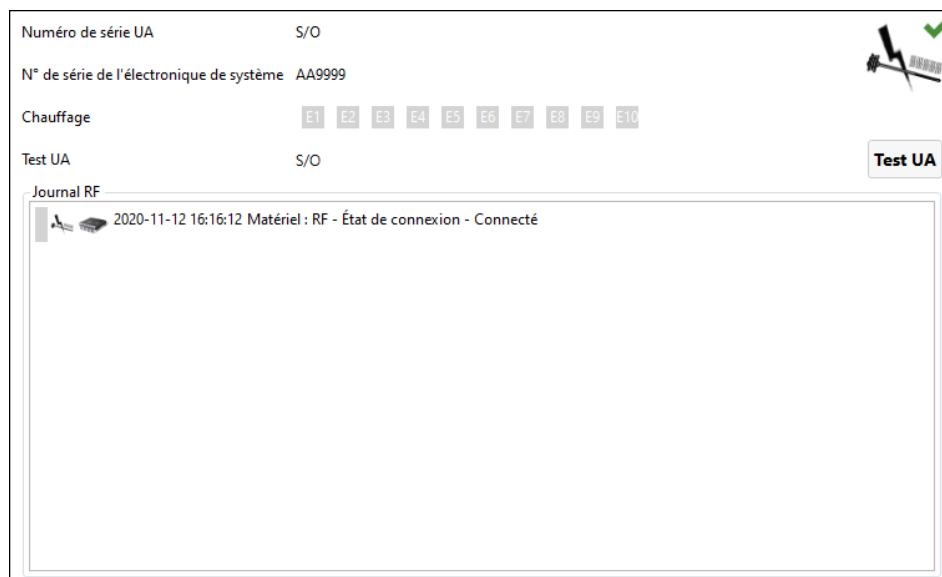 Numéro de série UA S/O
N° de série de l'électronique de système AA9999
Chauffage E1 E2 E3 E4 E5 E6 E7 E8 E9 E10
Test UA S/O Test UA
Journal RF
2020-11-12 16:16:12 Matériel : RF - État de connexion - Connecté